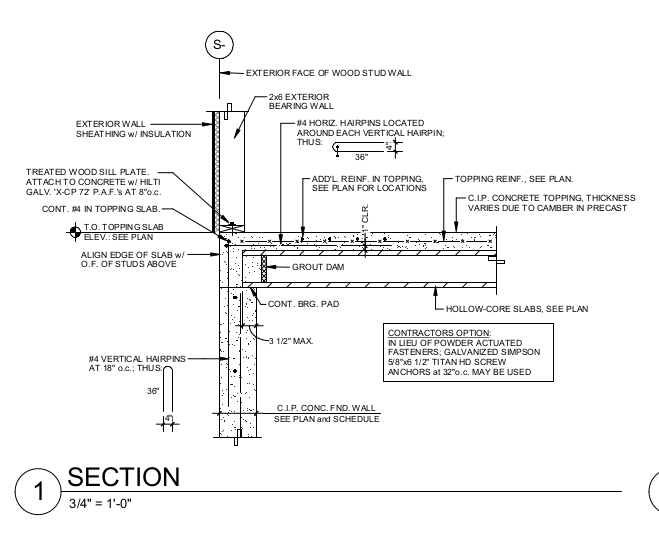 S-
EXTERIOR FACE OF WOOD STUD WALL
2x6 EXTERIOR
BEARING WALL
EXTERIOR WALL
SHEATHING w/ INSULATION
#4 HORIZ. HAIRPINS LOCATED
AROUND EACH VERTICAL HAIRPIN;
THUS:
4"
36"
TREATED WOOD SILL PLATE.
ATTACH TO CONCRETE w/ HILTI
GALV. 'X-CP 72' P.A.F.'s AT 8"o.c.
ADD'L REINF. IN TOPPING,
SEE PLAN FOR LOCATIONS
TOPPING REINF., SEE PLAN.
C.I.P. CONCRETE TOPPING, THICKNESS
VARIES DUE TO CAMBER IN PRECAST
CONT. #4 IN TOPPING SLAB.
1" CLR.
T.O. TOPPING SLAB
ELEV.: SEE PLAN
ALIGN EDGE OF SLAB w/
O.F. OF STUDS ABOVE
GROUT DAM
CONT. BRG. PAD
HOLLOW-CORE SLABS, SEE PLAN
3 1/2" MAX.
CONTRACTORS OPTION:
IN LIEU OF POWDER ACTUATED
FASTENERS; GALVANIZED SIMPSON
5/8"x6 1/2" TITAN HD SCREW
ANCHORS at 32"o.c. MAY BE USED
#4 VERTICAL HAIRPINS
AT 18" o.c.; THUS:
36"
4"
C.I.P. CONC. FND. WALL
SEE PLAN and SCHEDULE
1
SECTION
3/4" = 1'-0"